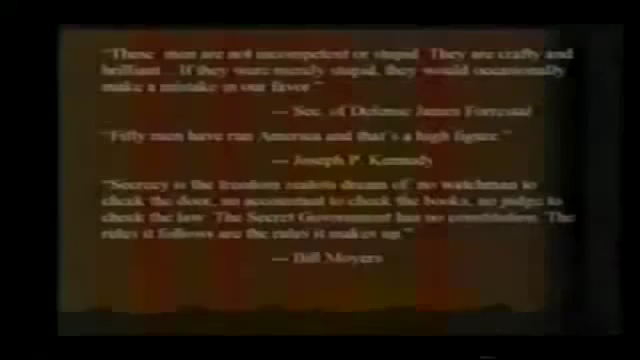 "These men are not incompetent or stupid. They are crafty and
brilliant... If they were merely stupid, they would occasionally
make a mistake in our favor."
— Sec. of Defense James Forrestal
"Fifty men have run America and that's a high figure."
— Joseph P. Kennedy
"Secrecy is the freedom zealots dream of: no watchman to
check the door, no accountant to check the books, no judge to
check the law. The Secret Government has no constitution. The
rules it follows are the rules it makes up."
— Bill Moyers